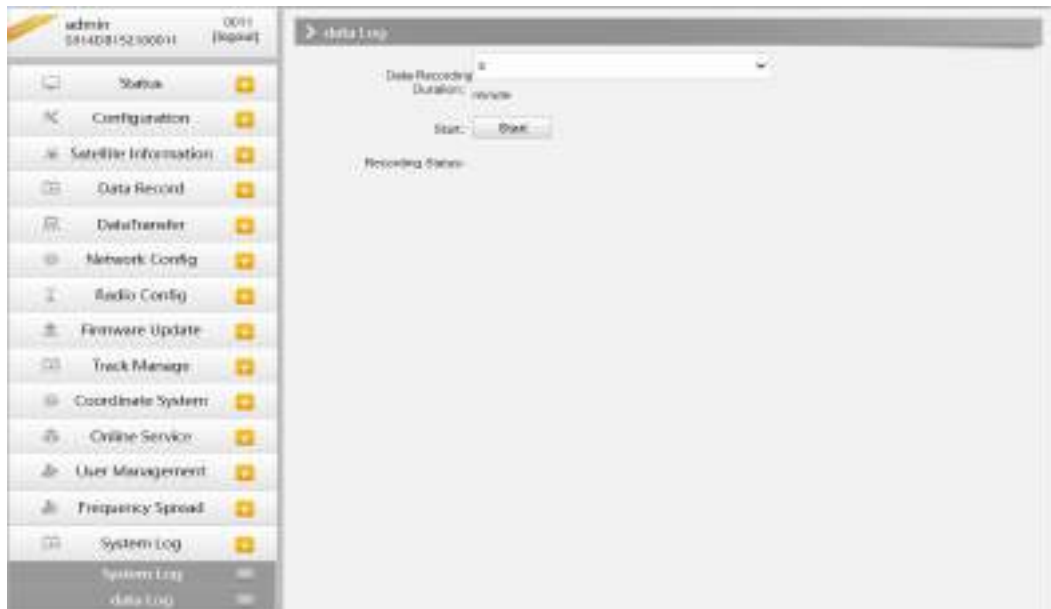 admin 0011
[logout]
data Log
Data Recording
Duration:
minute
Start: Start
Recording Status:
Status
Configuration
Satellite Information
Data Record
DataTransfer
Network Config
Radio Config
Firmware Update
Track Manage
Coordinate System
Online Service
User Management
Frequency Spread
System Log
System Log
data Log